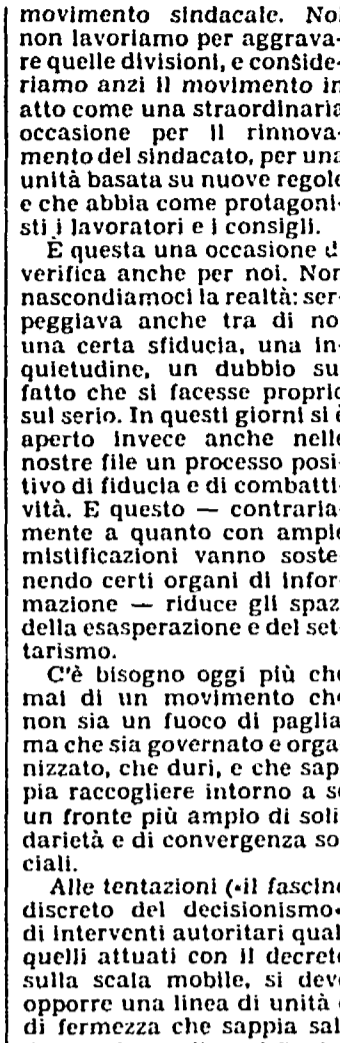 movimento sindacale. Noi
non lavoriamo per aggrava-
re quelle divisioni, e conside-
riamo anzi il movimento in
atto come una straordinaria
occasione per il rinnova-
mento del sindacato, per una
unità basata su nuove regole
e che abbia come protagoni-
sti i lavoratori e i consigli.
È questa una occasione di
verifica anche per noi. Non
nascondiamoci la realtà: ser-
peggiava anche tra di noi
una certa sfiducia, una in-
quietudine, un dubbio sul
fatto che si facesse proprio
sul serio. In questi giorni si è
aperto invece anche nelle
nostre file un processo posi-
tivo di fiducia e di combatti-
vità. E questo — contraria-
mente a quanto con ample
mistificazioni vanno soste-
nendo certi organi di infor-
mazione — riduce gli spazi
della esasperazione e del set-
tarismo.
C'è bisogno oggi più che
mai di un movimento che
non sia un fuoco di paglia
ma che sia governato e orga-
nizzato, che duri, e che sap-
pia raccogliere intorno a sé
un fronte più ampio di soli-
darietà e di convergenza so-
ciali.
Alle tentazioni («il fascino
discreto del decisionismo»
di interventi autoritari quali
quelli attuati con il decreto
sulla scala mobile, si deve
opporre una linea di unità e
di fermezza che sappia sal-